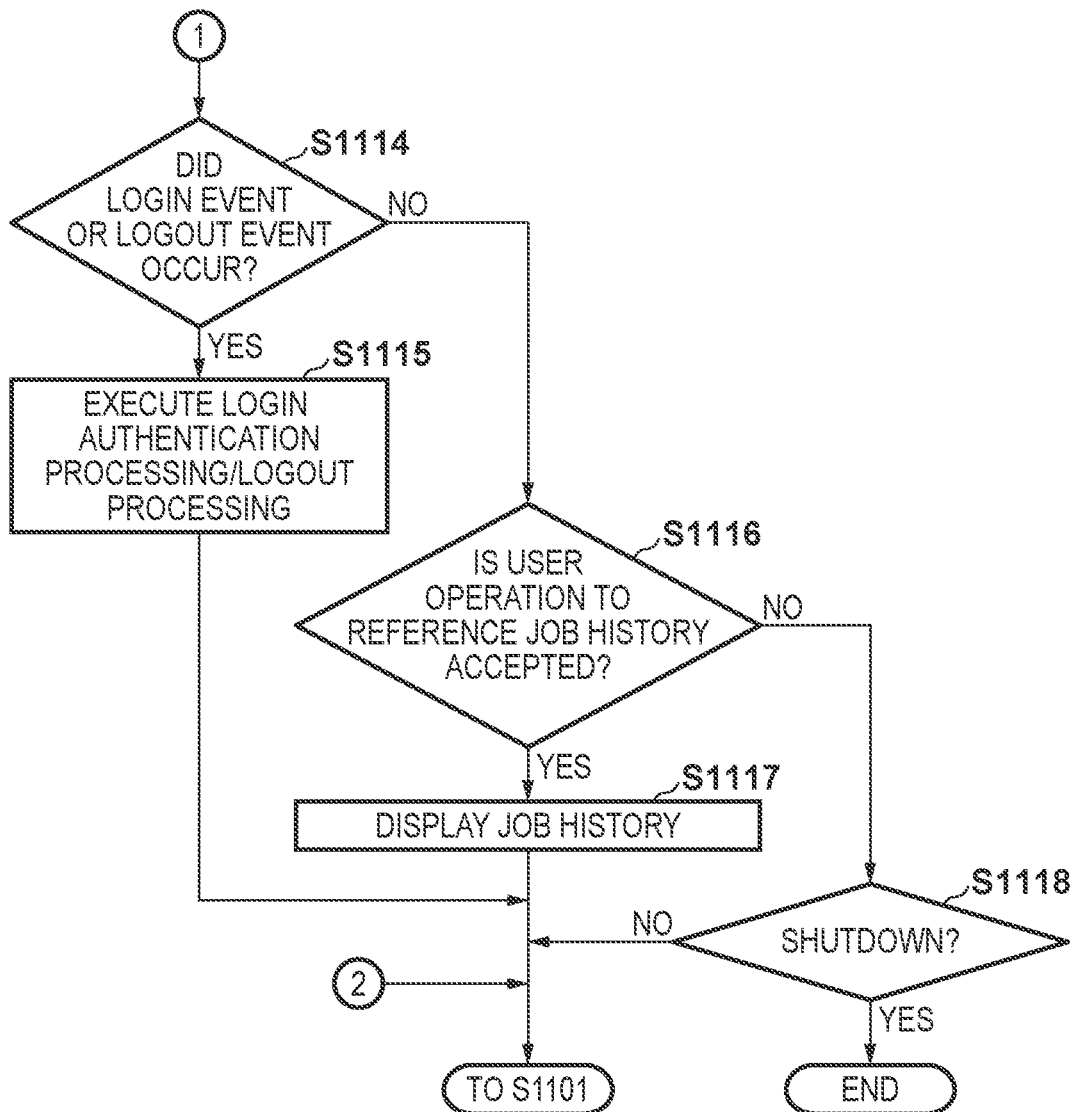 1
S1114
DID
LOGIN EVENT
OR LOGOUT EVENT
OCCUR?
NO
YES
S1115
EXECUTE LOGIN
AUTHENTICATION
PROCESSING/LOGOUT
PROCESSING
S1116
IS USER
OPERATION TO
REFERENCE JOB HISTORY
ACCEPTED?
NO
YES
S1117
DISPLAY JOB HISTORY
S1118
SHUTDOWN?
NO
2
YES
TO S1101
END